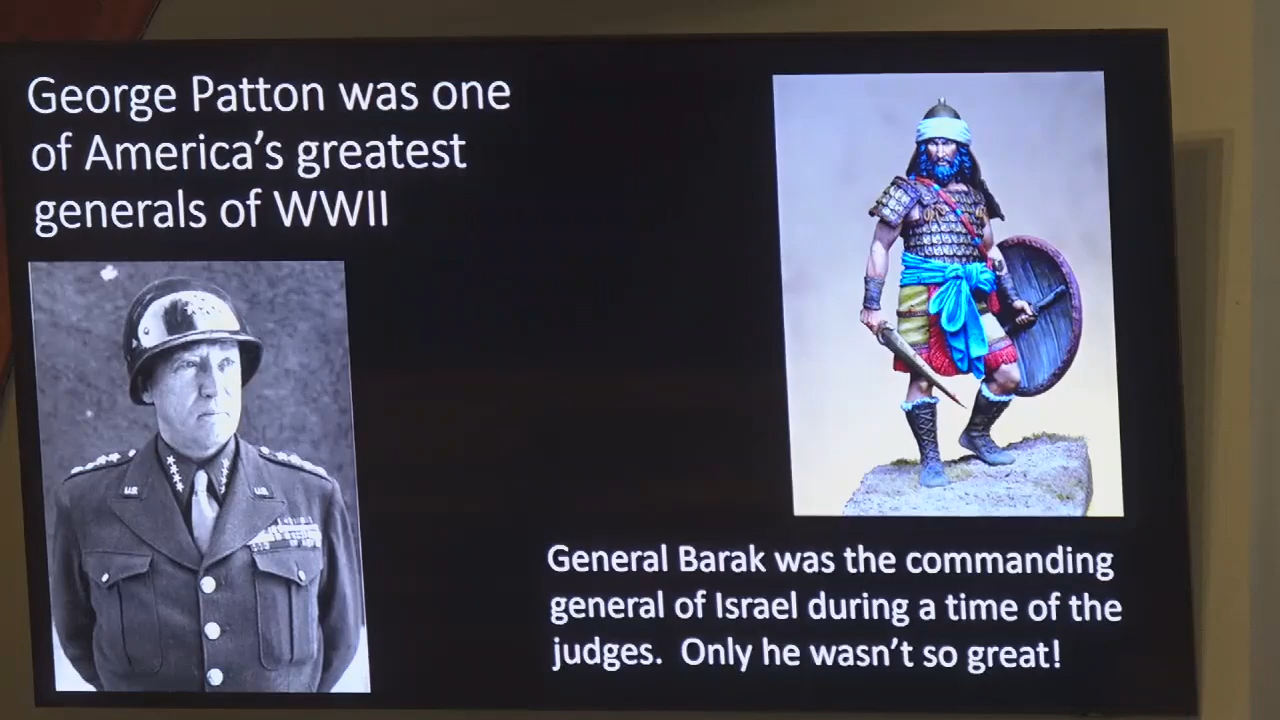 George Patton was one
of America's greatest
generals of WWII
U.S.
U.S.
General Barak was the commanding
general of Israel during a time of the
judges.  Only he wasn't so great!